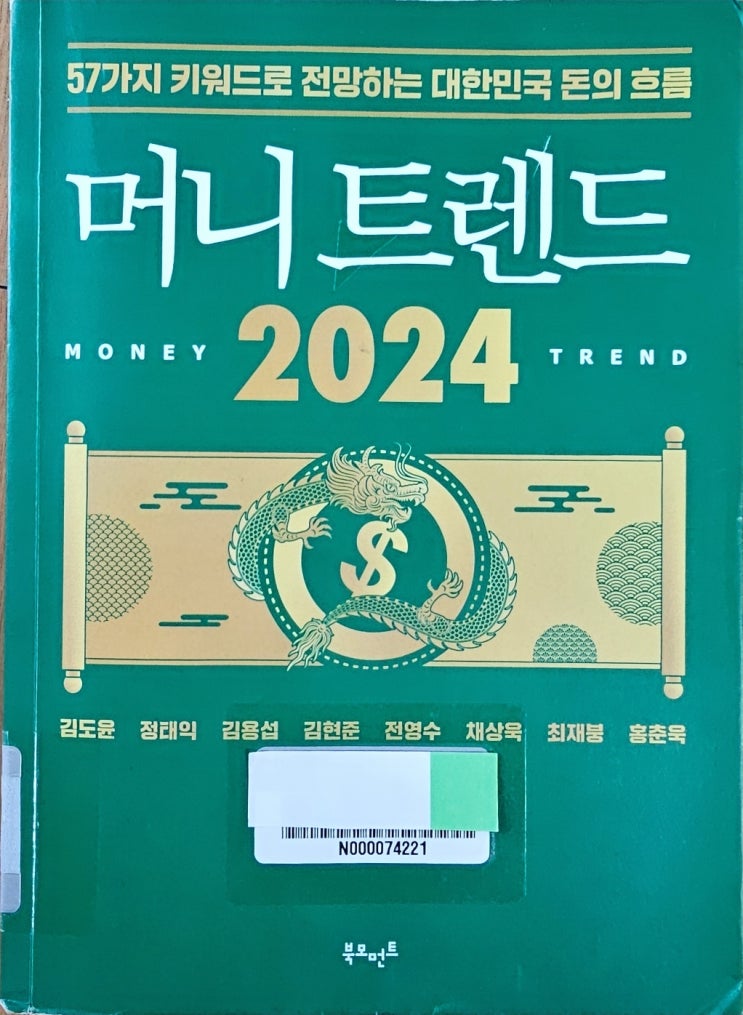 57가지 키워드로 전망하는 대한민국 돈의 흐름
머니 트렌드
MONEY 2024 TREND
$
김도윤 정태익 김용섭 김현준 전영수 채상욱 최재붕 홍춘욱
N000074221
북모먼트